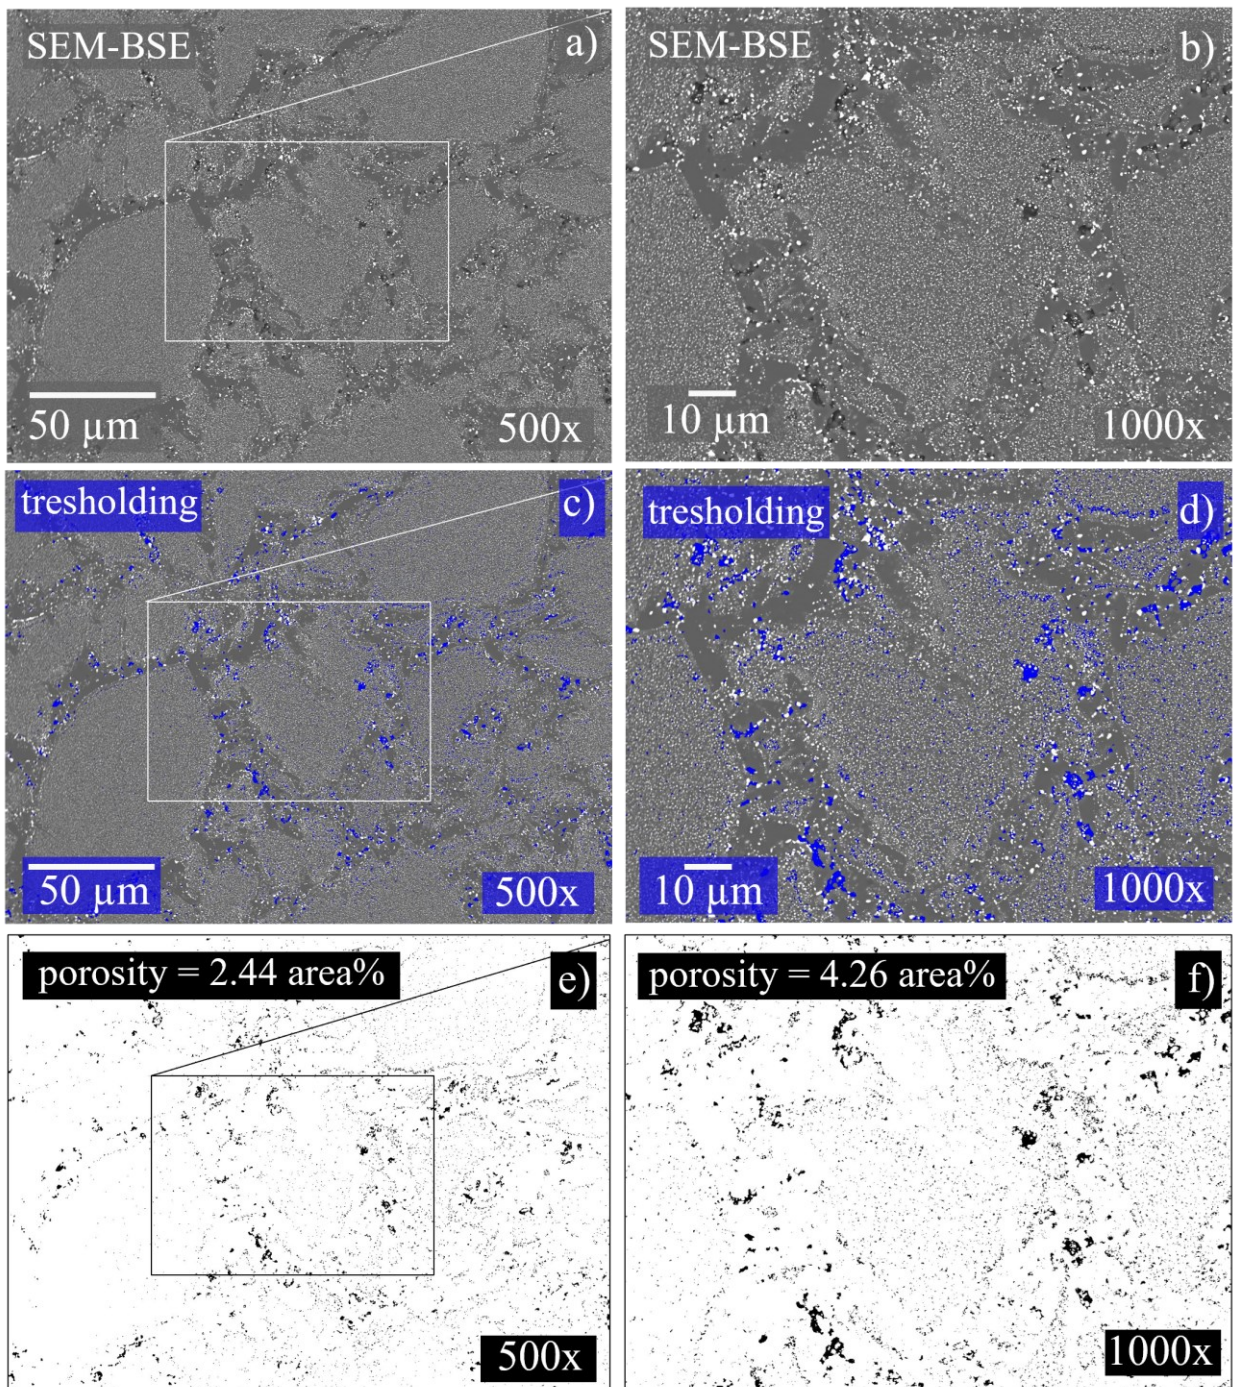 SEM-BSE
a)
50 µm
500x
SEM-BSE
b)
10 µm
1000x
tresholding
c)
50 µm
500x
tresholding
d)
10 µm
1000x
porosity = 2.44 area%
e)
500x
porosity = 4.26 area%
f)
1000x